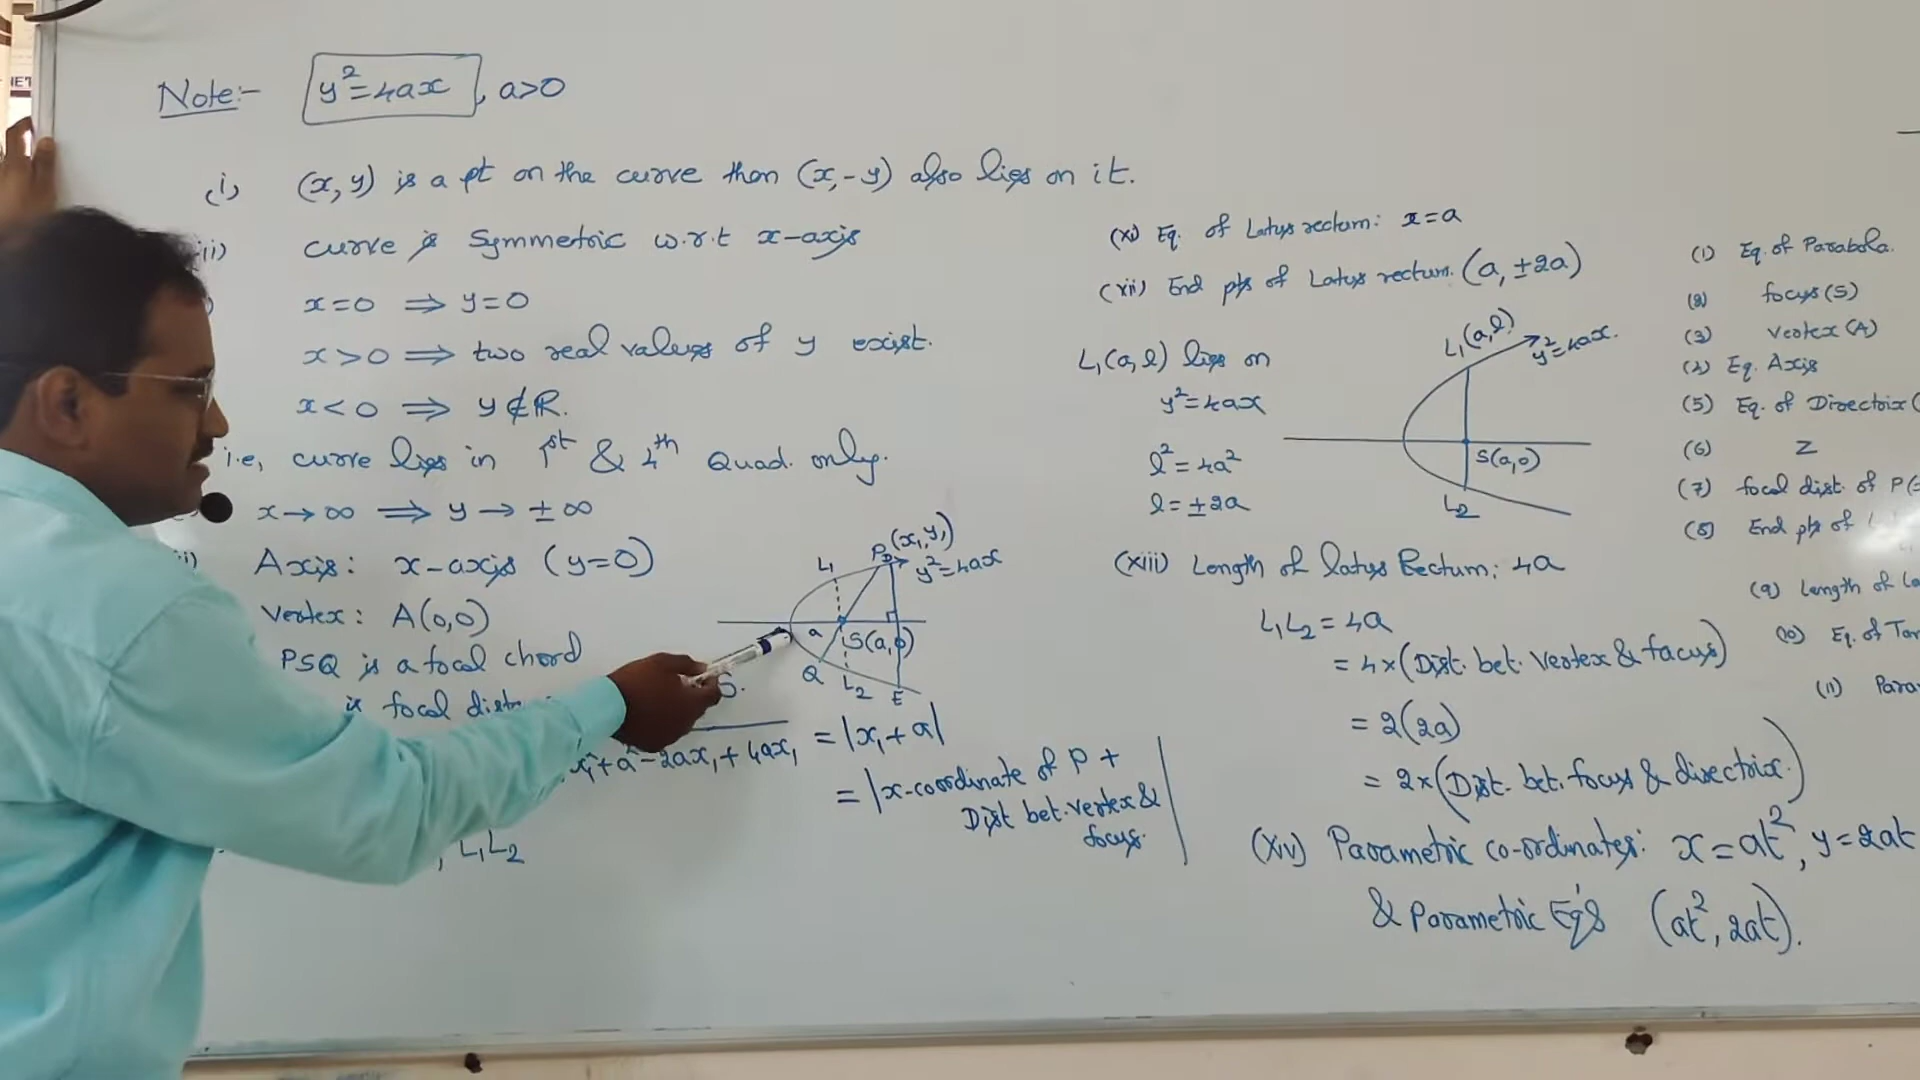 Note:- y²=4ax, a>0
(i) (x, y) is a pt on the curve then (x,-y) also lies on it.
ii) curve is Symmetric w.r.t x-axis
x=0 ⟹ y=0
x>0 ⟹ two real values of y exist.
x<0 ⟹ y∉ℝ.
i.e, curve lies in 1st & 4th Quad. only.
x→∞ ⟹ y→ ±∞
Axis: x-axis (y=0)
Vertex: A(0,0)
PSQ is a focal chord
is focal dist
x₁²+a²-2ax₁+4ax₁ = |x₁+a|
= |x-coordinate of P +
Dist bet. vertex &
focus.
, L₁L₂
L₁
P
(x₁,y₁)
y²=4ax
a
S(a,0)
Q
L₂
E
(xi) Eq. of Latus rectum: x=a
(xii) End pts of Latus rectum. (a, ±2a)
L₁(a,l) lies on
y²=4ax
l²=4a²
l=±2a
L₁(a,l)
y²=4ax.
S(a,0)
L₂
(xiii) Length of latus Rectum: 4a
L₁L₂=4a
= 4×(Dist. bet. Vertex & focus)
= 2(2a)
= 2×(Dist. bet. focus & directrix.)
(xiv) Parametric co-ordinates: x=at², y=2at
& Parametric Eq's (at², 2at).
(1) Eq. of Parabola.
(2) focus(S)
(3) vertex(A)
(4) Eq. Axis
(5) Eq. of Directrix(
(6) Z
(7) focal dist. of P(
(8) End pts of
(9) Length of
(10) Eq. of
(11)